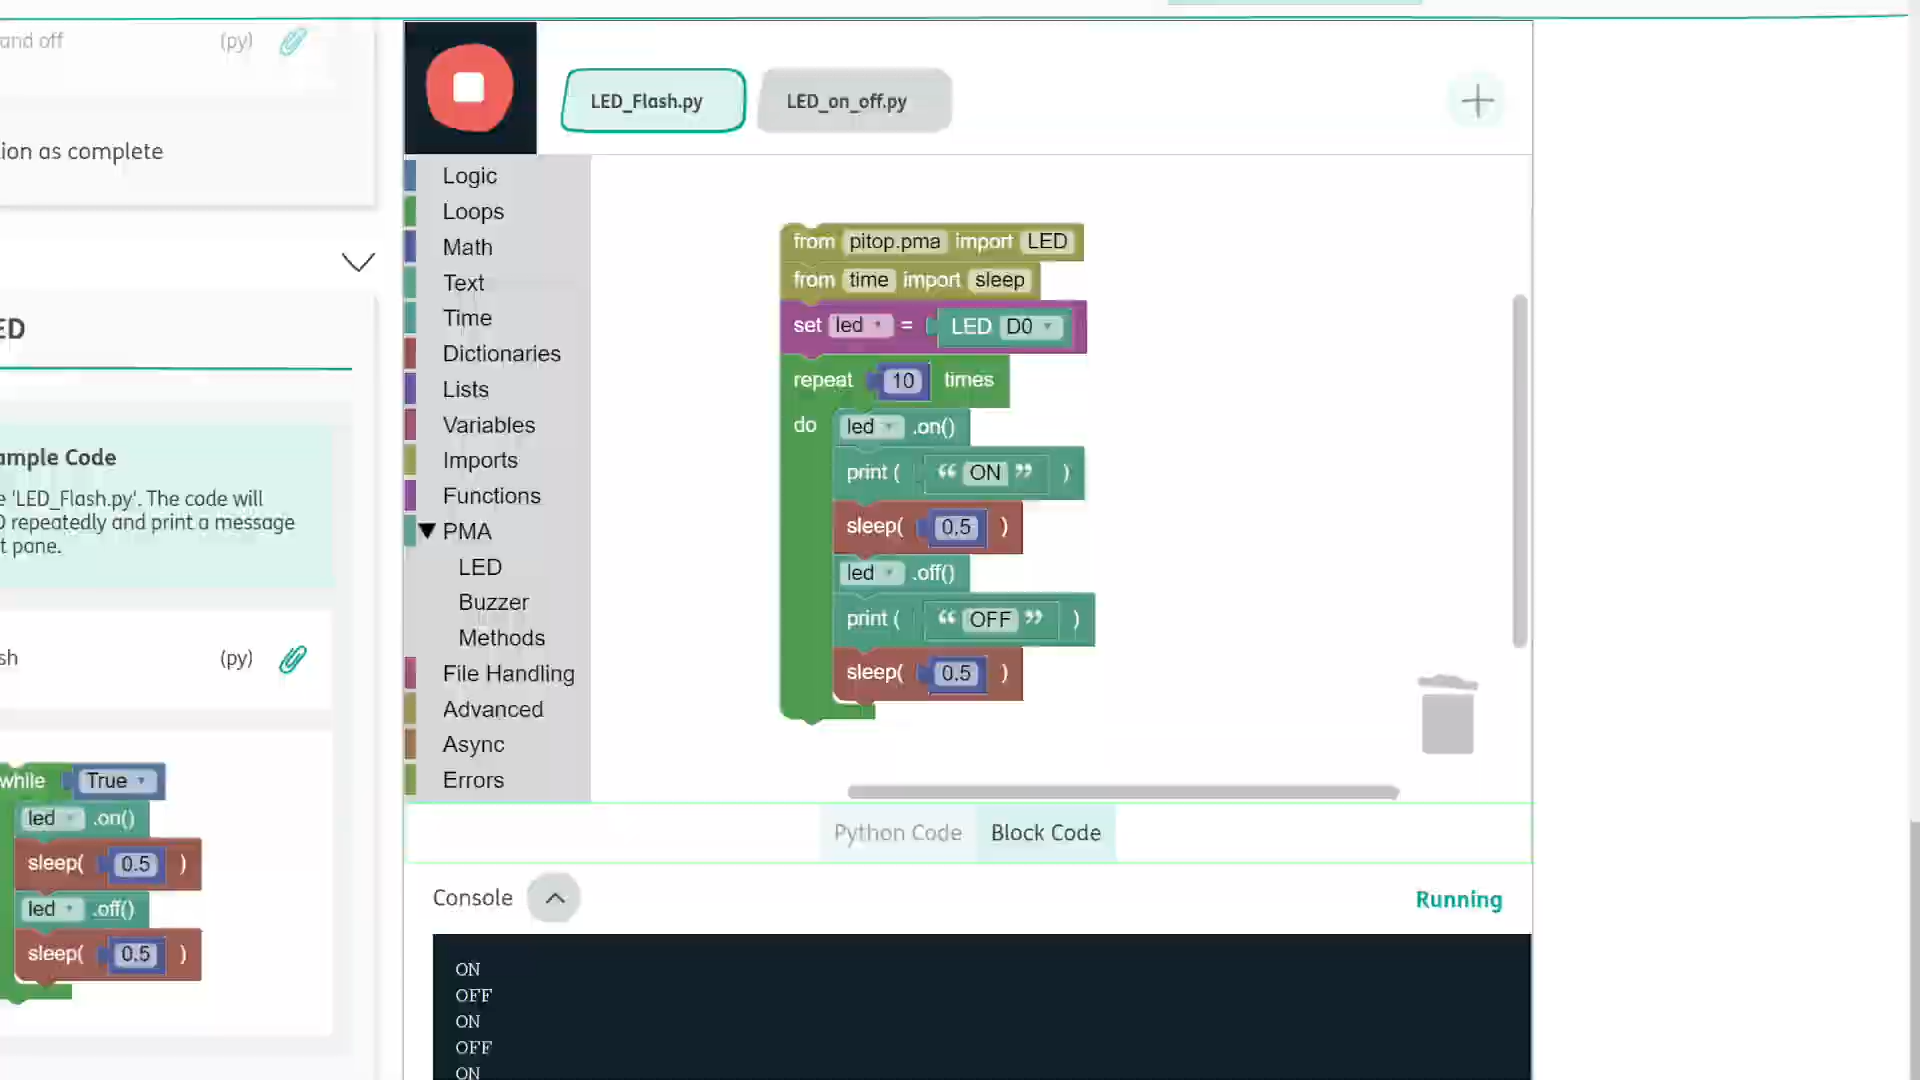 and off (py)
ion as complete
ED
ample Code
e 'LED_Flash.py'. The code will
D repeatedly and print a message
t pane.
sh (py)
while True
led .on()
sleep( 0.5 )
led .off()
sleep( 0.5 )
LED_Flash.py LED_on_off.py
Logic
Loops
Math
Text
Time
Dictionaries
Lists
Variables
Imports
Functions
PMA
LED
Buzzer
Methods
File Handling
Advanced
Async
Errors
from pitop.pma import LED
from time import sleep
set led = LED D0
repeat 10 times
do led .on()
print ( “ ON ” )
sleep( 0.5 )
led .off()
print ( “ OFF ” )
sleep( 0.5 )
Python Code Block Code
Console Running
ON
OFF
ON
OFF
ON